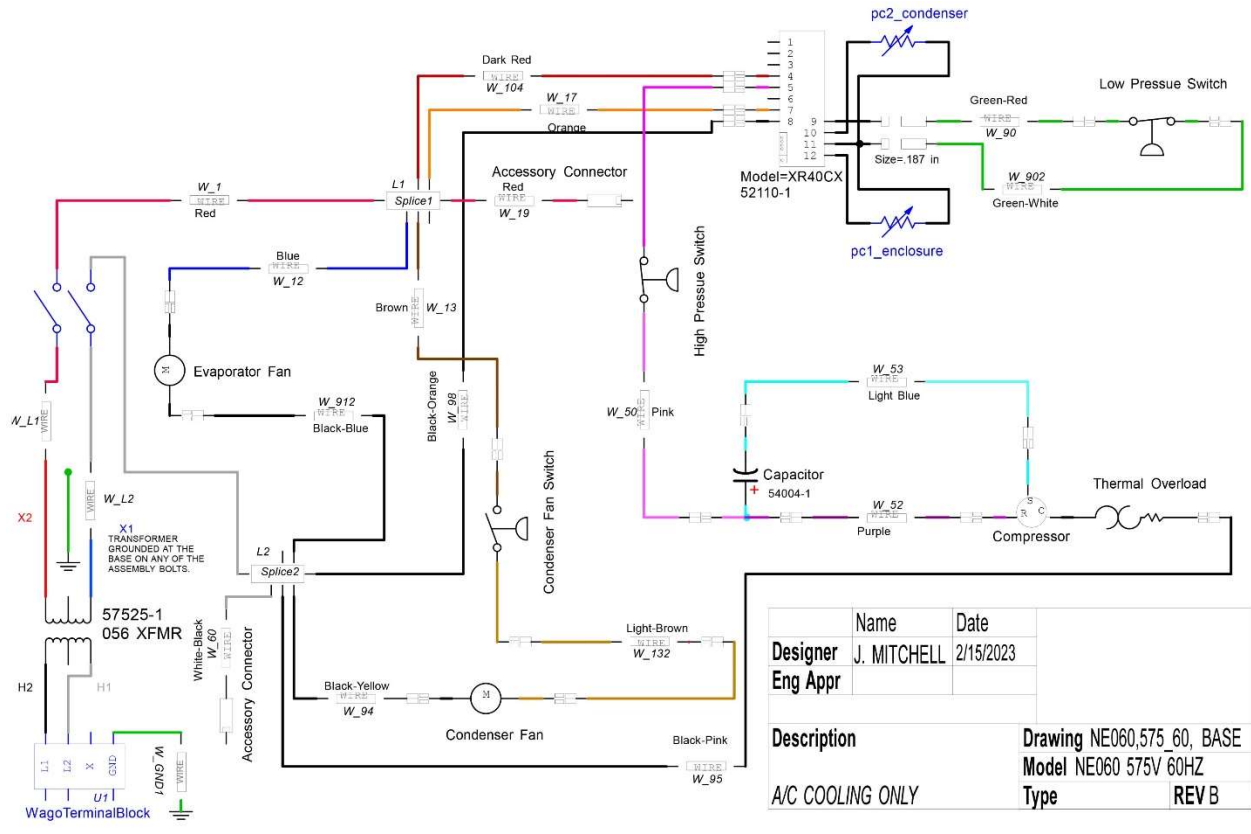 pc2_condenser
1
2
3
4
5
6
7
8
9
10
11
12
Dark Red
WIRE
W_104
W_17
WIRE
Orange
Model=XR40CX
52110-1
Size=.187 in
Green-Red
WIRE
W_90
Low Pressue Switch
W_902
WIRE
Green-White
pc1_enclosure
W_1
WIRE
Red
L1
Splice1
Accessory Connector
Red
WIRE
W_19
Blue
WIRE
W_12
Brown
WIRE
W_13
High Pressue Switch
M
Evaporator Fan
W_912
WIRE
Black-Blue
Black-Orange
WIRE
W_98
W_50
WIRE
Pink
W_53
WIRE
Light Blue
WIRE
Capacitor
+
54004-1
W_52
WIRE
Purple
S
R
C
Compressor
Thermal Overload
Condenser Fan Switch
WIRE
W_L2
X2
X1
TRANSFORMER
GROUNDED AT THE
BASE ON ANY OF THE
ASSEMBLY BOLTS.
L2
Splice2
57525-1
056 XFMR
White-Black
W_60
WIRE
Accessory Connector
Light-Brown
WIRE
W_132
Black-Yellow
WIRE
W_94
M
Condenser Fan
Black-Pink
WIRE
W_95
H2
H1
L1
L2
X
GND
U1
WagoTerminalBlock
W_GND1
WIRE
Name Date
Designer J. MITCHELL 2/15/2023
Eng Appr
Description Drawing NE060,575_60, BASE
Model NE060 575V 60HZ
A/C COOLING ONLY Type REV B